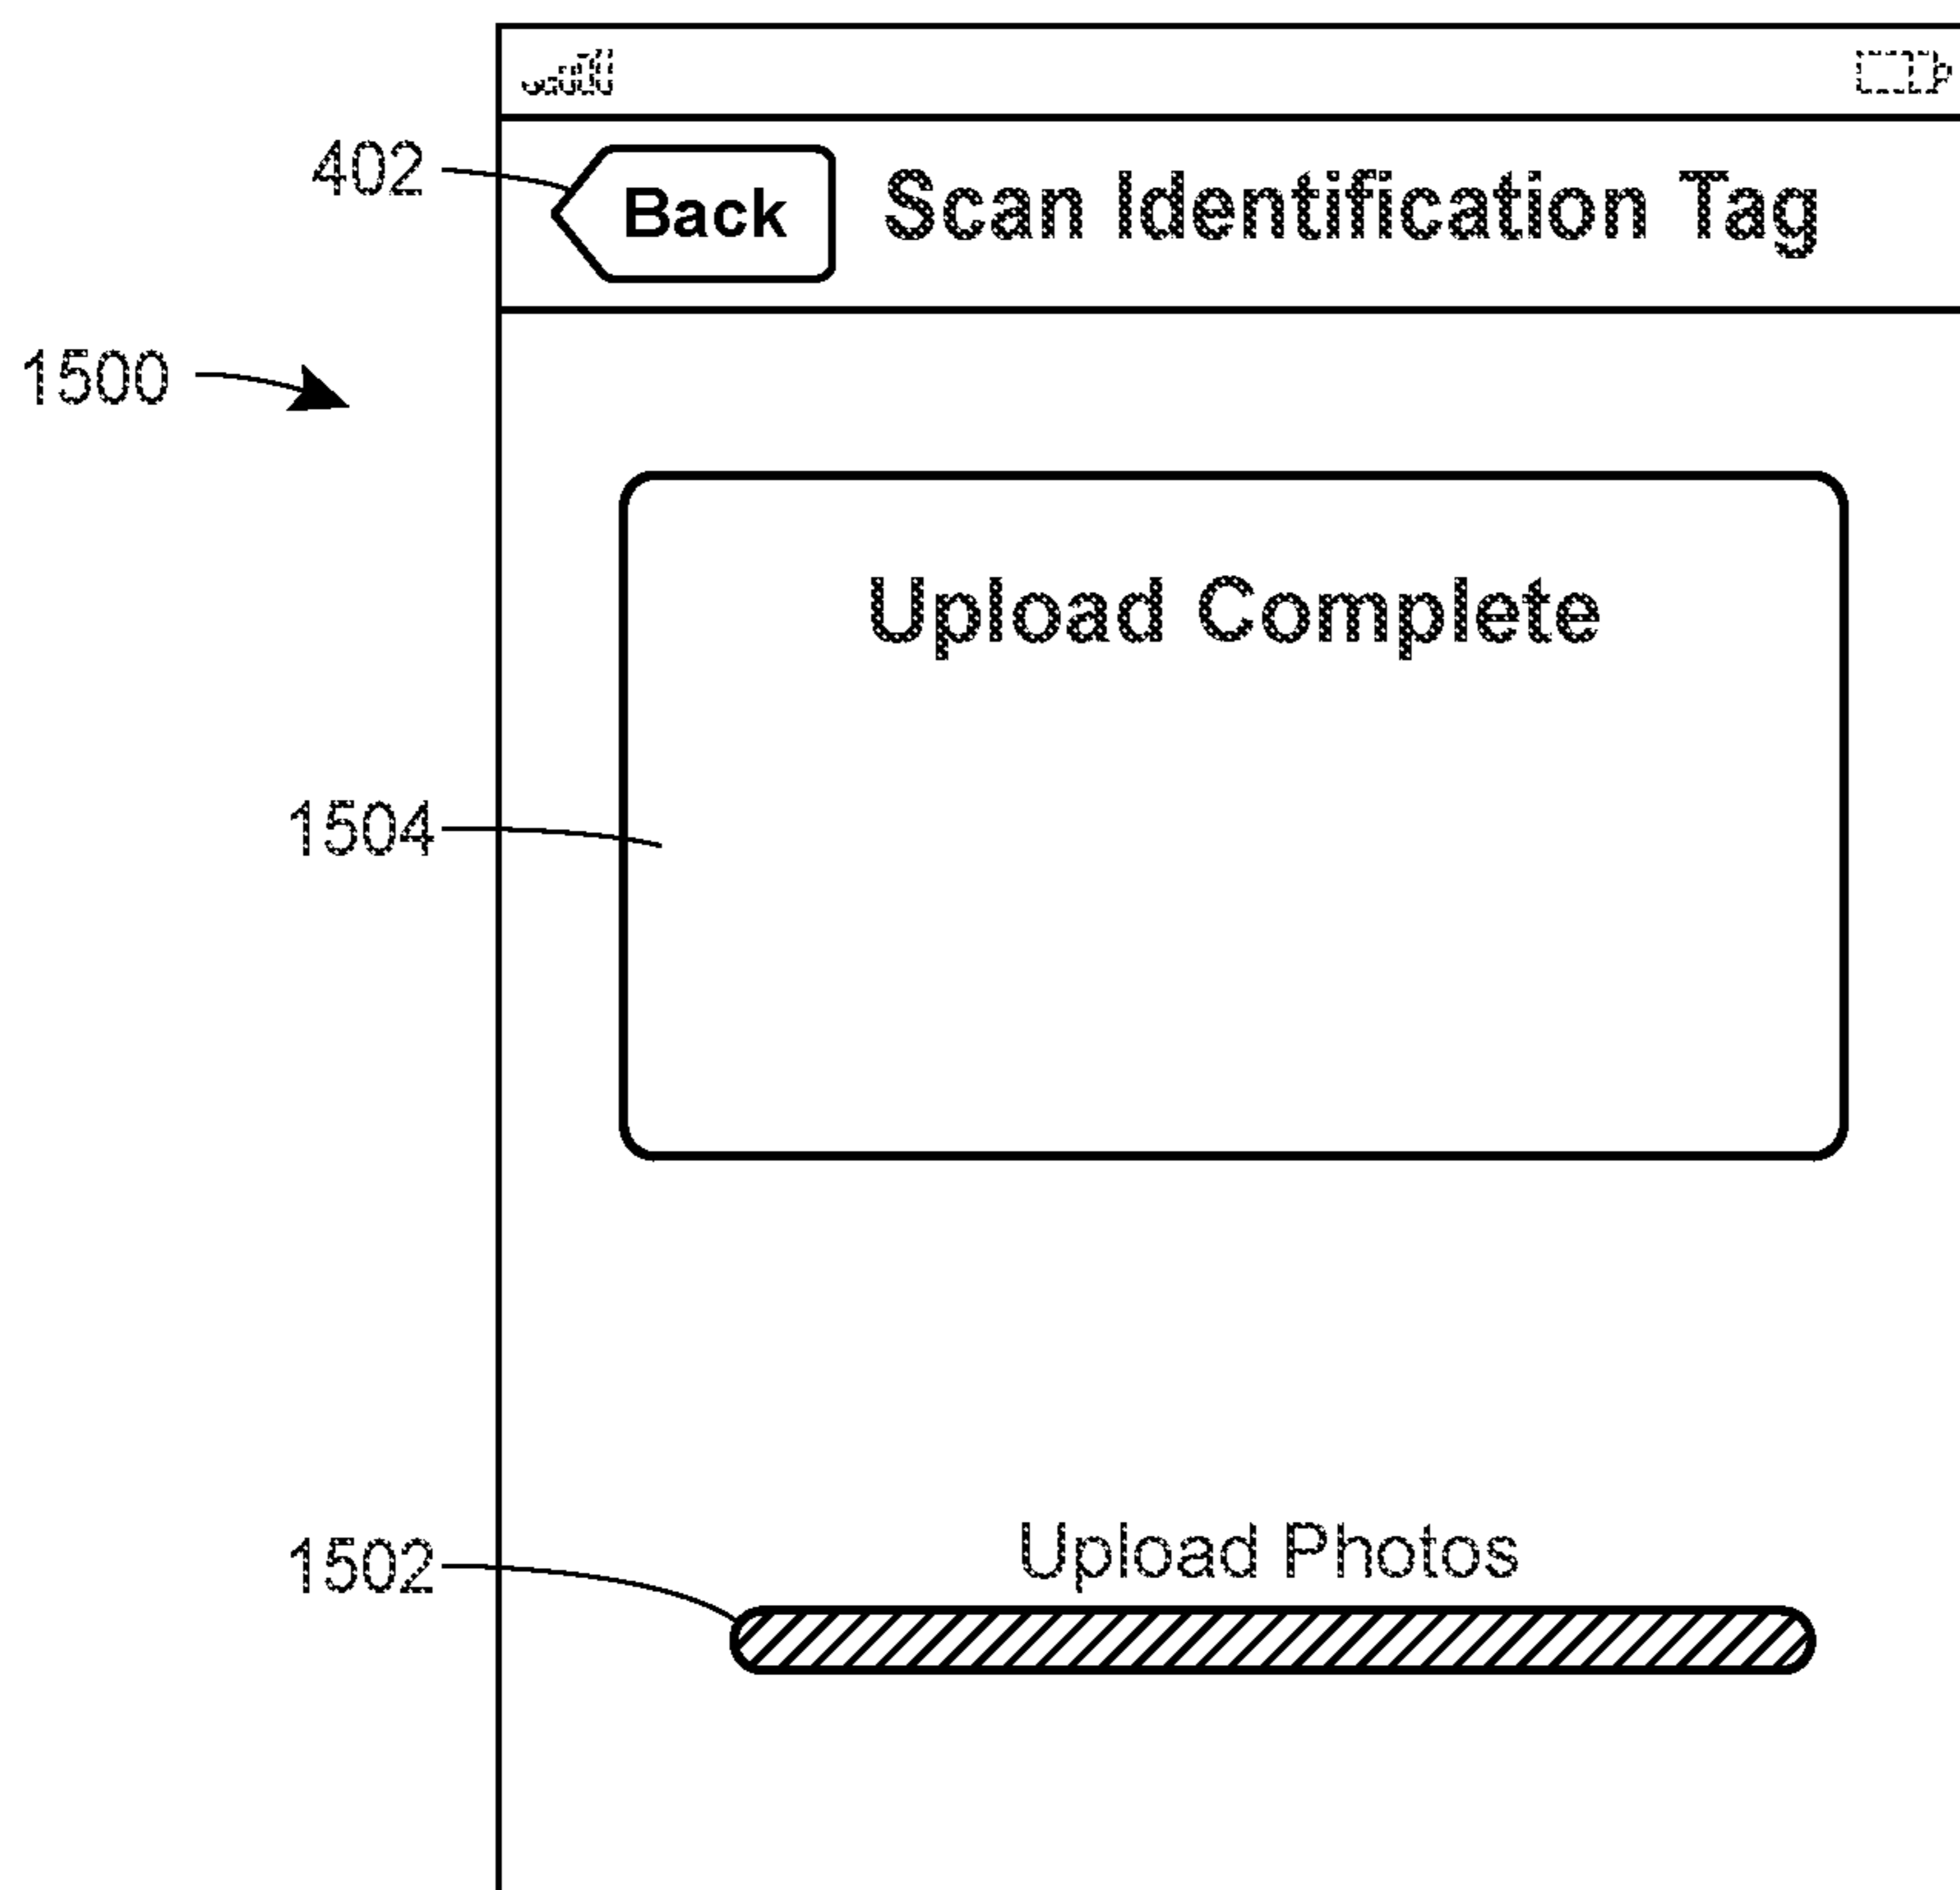 402
Back
Scan Identification Tag
1500
Upload Complete
1504
Upload Photos
1502